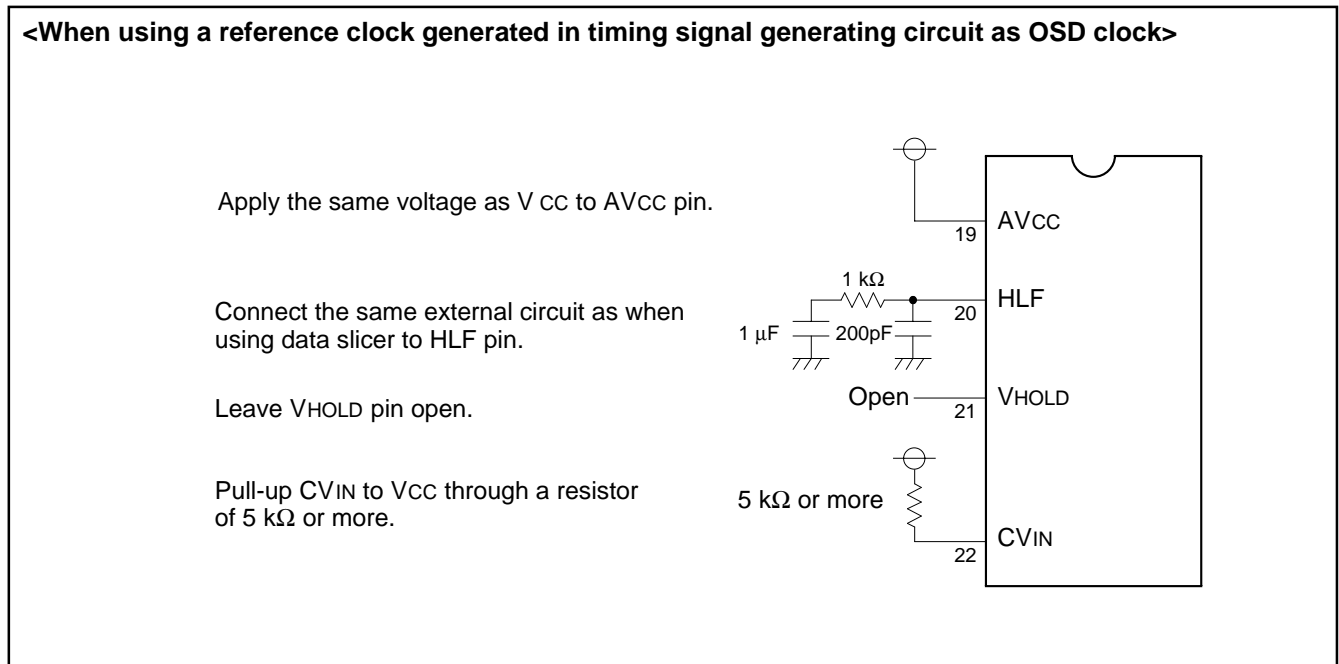 <When using a reference clock generated in timing signal generating circuit as OSD clock>
Apply the same voltage as V CC to AVCC pin.
19
AVCC
Connect the same external circuit as when
using data slicer to HLF pin.
1 kΩ
1 μF
200pF
20
HLF
Leave VHOLD pin open.
Open
21
VHOLD
Pull-up CVIN to VCC through a resistor
of 5 kΩ or more.
5 kΩ or more
22
CVIN